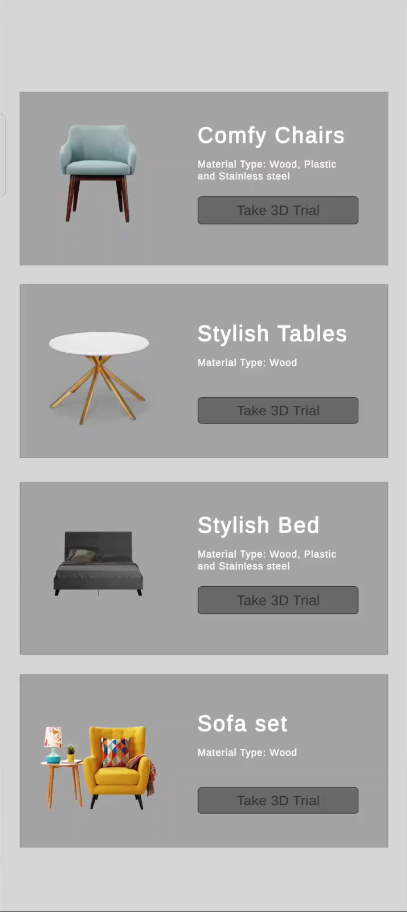 Comfy Chairs
Material Type: Wood, Plastic
and Stainless steel
Take 3D Trial
Stylish Tables
Material Type: Wood
Take 3D Trial
Stylish Bed
Material Type: Wood, Plastic
and Stainless steel
Take 3D Trial
Sofa set
Material Type: Wood
Take 3D Trial